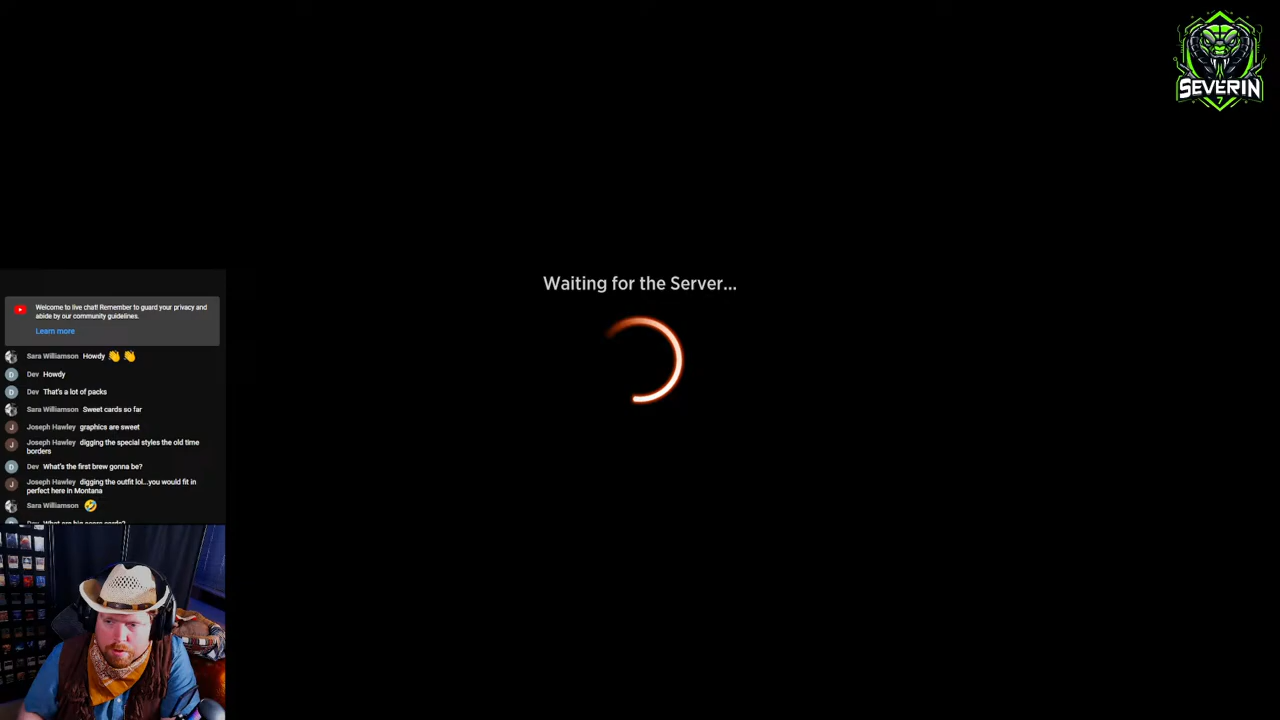 SEVERIN
7
Waiting for the Server...
Welcome to live chat! Remember to guard your privacy and
abide by our community guidelines.
Learn more
Sara Williamson Howdy 👏 👏
D Dev Howdy
D Dev That's a lot of packs
Sara Williamson Sweet cards so far
J Joseph Hawley graphics are sweet
J Joseph Hawley digging the special styles the old time
borders
D Dev What's the first brew gonna be?
J Joseph Hawley digging the outfit lol...you would fit in
perfect here in Montana
Sara Williamson 🤣